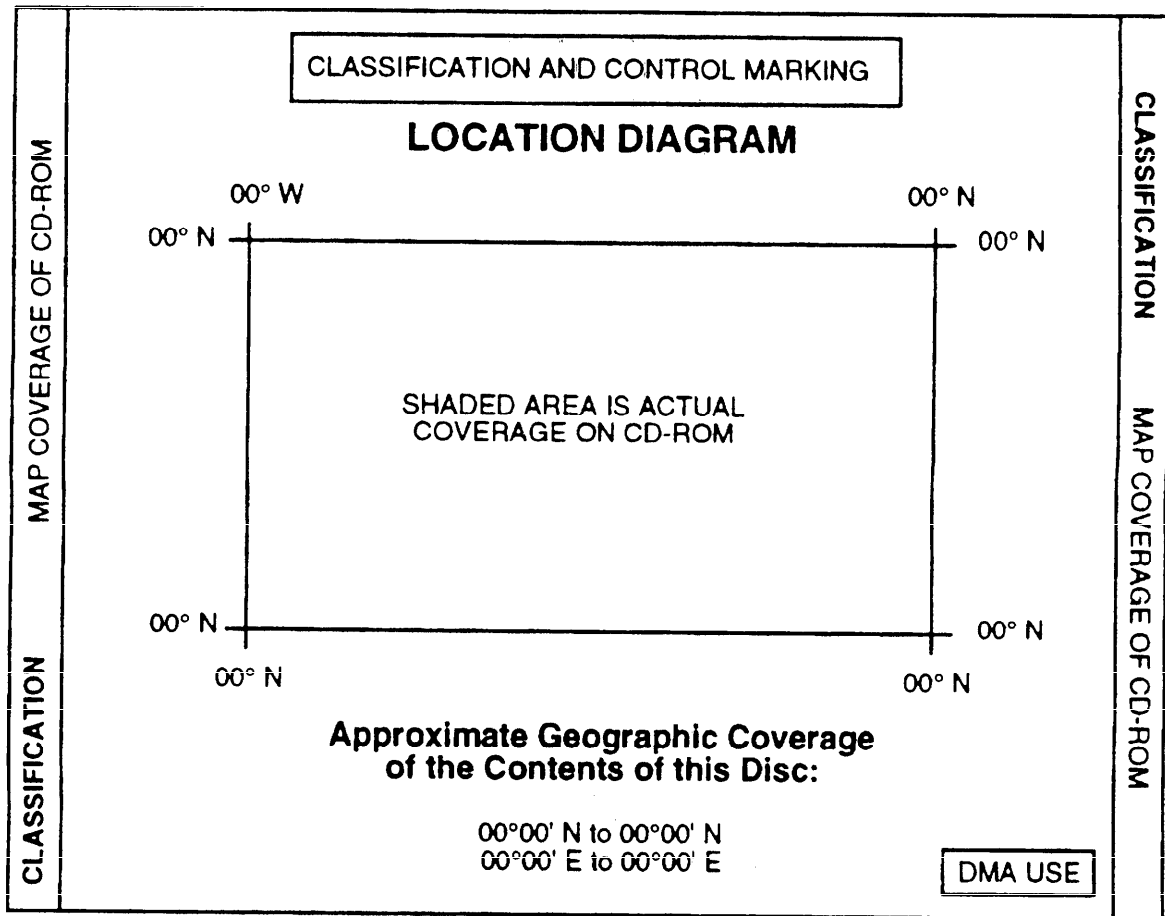 CLASSIFICATION AND CONTROL MARKING
LOCATION DIAGRAM
00° W
00° N
00° N
00° N
SHADED AREA IS ACTUAL
COVERAGE ON CD-ROM
00° N
00° N
00° N
00° N
Approximate Geographic Coverage
of the Contents of this Disc:
00°00' N to 00°00' N
00°00' E to 00°00' E
DMA USE
CLASSIFICATION MAP COVERAGE OF CD-ROM
CLASSIFICATION MAP COVERAGE OF CD-ROM